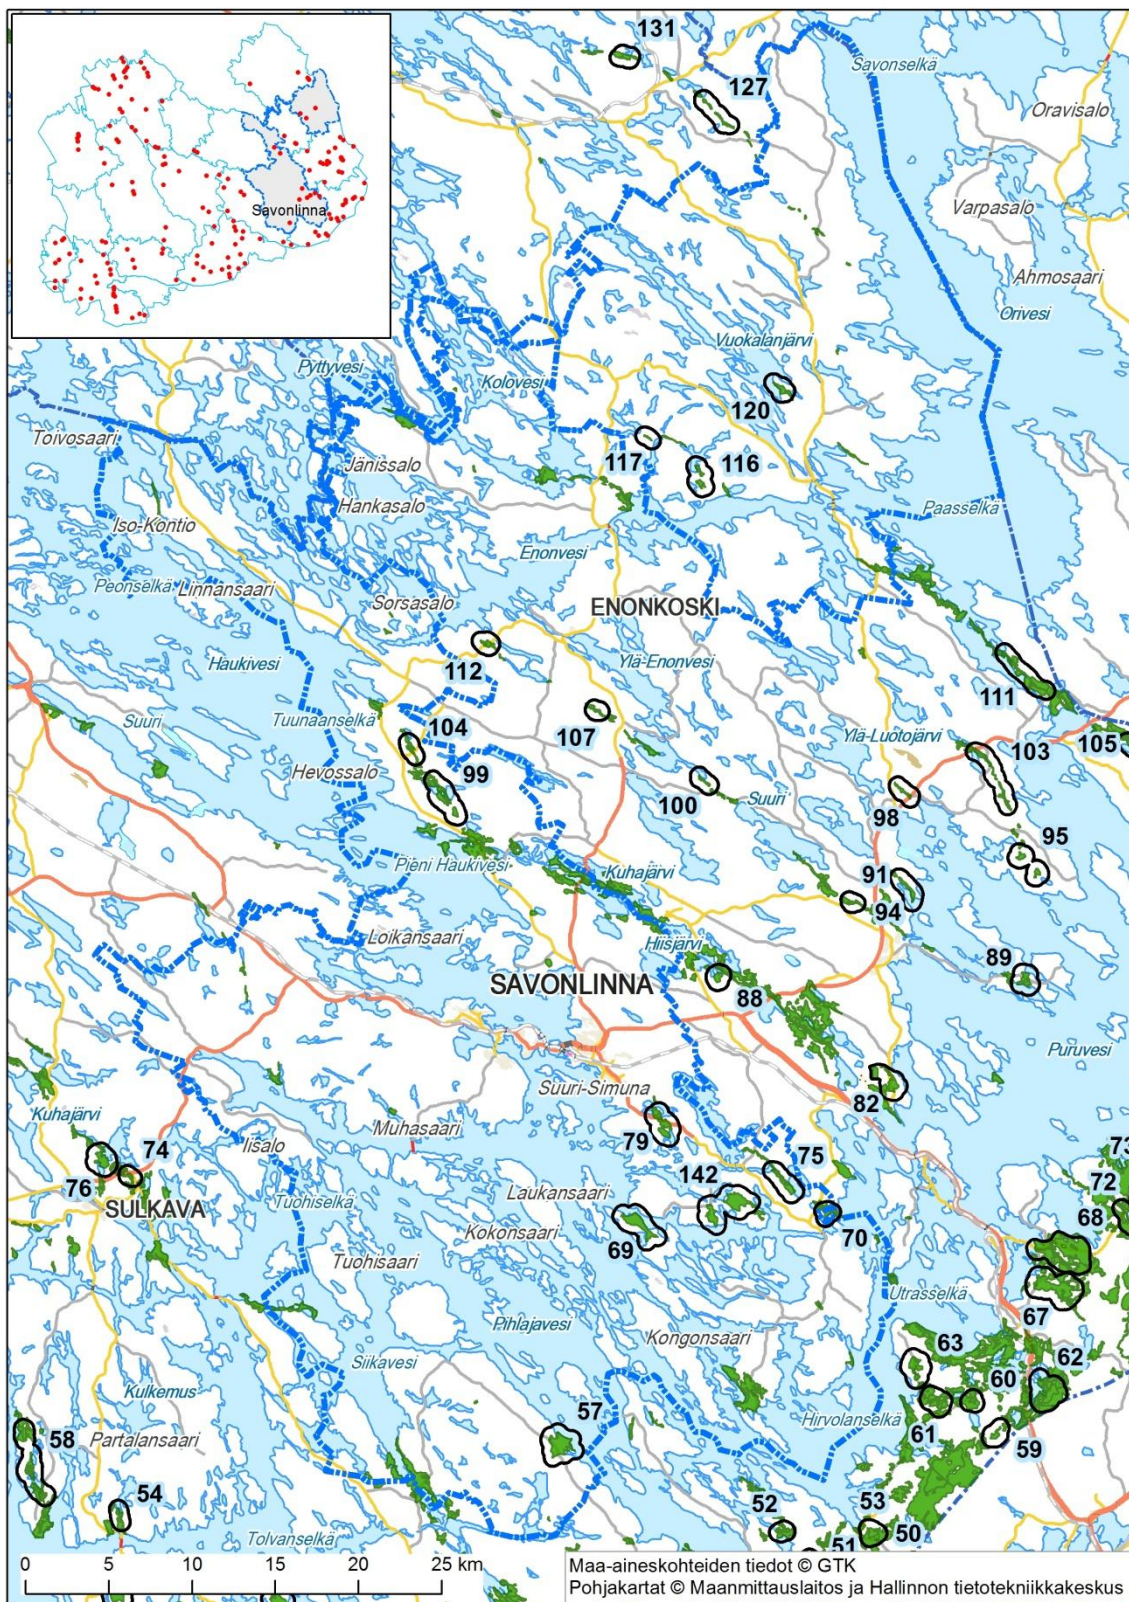 Savonlinna
131
Savonselkä
127
Oravisalo
Varpasalo
Ahmosaari
Orivesi
Vuokalanjärvi
Pyttyvesi
Kolovesi
120
Toivosaari
117
116
Jänissalo
Hankasalo
Paasselkä
Iso-Kontio
Enonvesi
Peonselkä
Linnansaari
Sorsasalo
ENONKOSKI
Haukivesi
112
Ylä-Enonvesi
111
Suuri
Tuunaanselkä
104
107
Ylä-Luotojärvi
103
105
Hevossalo
99
100
Suuri
98
95
Pieni Haukivesi
Kuhajärvi
91
94
Loikansaari
Hiisjärvi
SAVONLINNA
88
89
Puruvesi
Suuri-Simuna
82
Kuhajärvi
Muhasaari
79
Iisalo
74
75
73
76
142
72
SULKAVA
Tuohiselkä
Laukansaari
68
Kokonsaari
69
70
Tuohisaari
Utrasselkä
67
Pihlajavesi
Kongonsaari
63
62
Siikavesi
60
Kulkemus
57
Hirvolanselkä
61
59
58
Partalansaari
54
52
53
50
Tolvanselkä
51
0 5 10 15 20 25 km
Maa-aineskohteiden tiedot © GTK
Pohjakartat © Maanmittauslaitos ja Hallinnon tietotekniikkakeskus